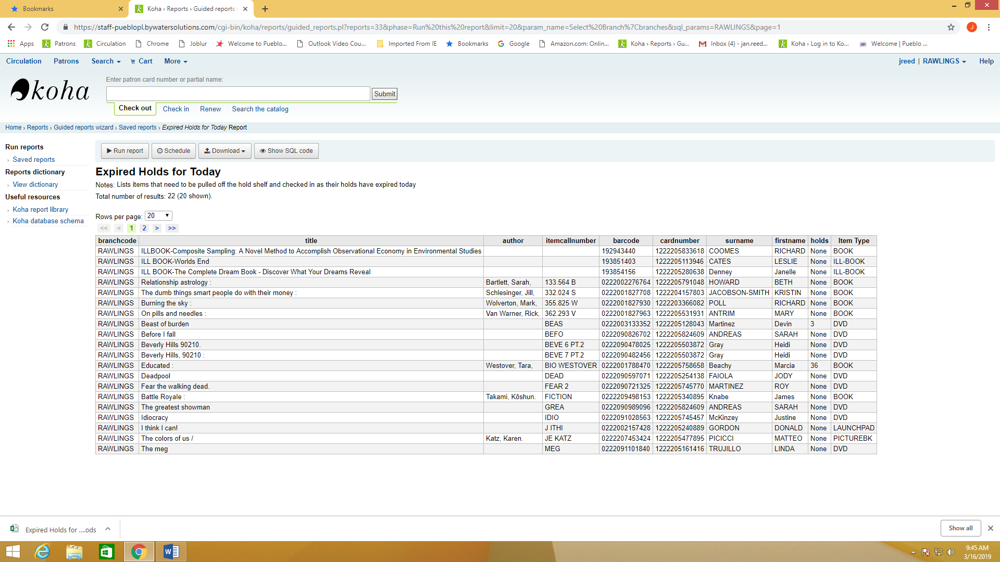 Bookmarks
Koha › Reports › Guided reports
https://staff-pueblopl.bywatersolutions.com/cgi-bin/koha/reports/guided_reports.pl?reports=33&phase=Run%20this%20report&limit=20&param_name=Select%20Branch%7Cbranches&sql_params=RAWLINGS&page=1
J
Apps Patrons Circulation Chrome Joblur Welcome to Pueblo... Outlook Video Cou... Imported From IE Bookmarks Google Amazon.com: Onlin... Koha › Reports › Gu... Inbox (4) - jan.reed... Koha › Log in to Ko... Welcome | Pueblo ...
Circulation Patrons Search Cart More jreed | RAWLINGS Help
koha
Enter patron card number or partial name:
Submit
Check out Check in Renew Search the catalog
Home › Reports › Guided reports wizard › Saved reports › Expired Holds for Today Report
Run reports
Saved reports
Reports dictionary
View dictionary
Useful resources
Koha report library
Koha database schema
Run report Schedule Download Show SQL code
Expired Holds for Today
Notes: Lists items that need to be pulled off the hold shelf and checked in as their holds have expired today
Total number of results: 22 (20 shown).
Rows per page: 20
<< < 1 2 > >>
branchcode title author itemcallnumber barcode cardnumber surname firstname holds Item Type
RAWLINGS ILLBOOK-Composite Sampling: A Novel Method to Accomplish Observational Economy in Environmental Studies 192943440 1222205833618 COOMES RICHARD None BOOK
RAWLINGS ILL BOOK-Worlds End 193851403 1222205113946 CATES LESLIE None ILL-BOOK
RAWLINGS ILL BOOK-The Complete Dream Book - Discover What Your Dreams Reveal 193854156 1222205280638 Denney Janelle None ILL-BOOK
RAWLINGS Relationship astrology : Bartlett, Sarah, 133.564 B 0222002276764 1222205791048 HOWARD BETH None BOOK
RAWLINGS The dumb things smart people do with their money : Schlesinger, Jill, 332.024 S 0222001827708 1222204157803 JACOBSON-SMITH KRISTIN None BOOK
RAWLINGS Burning the sky : Wolverton, Mark, 355.825 W 0222001827930 1222203366082 POLL RICHARD None BOOK
RAWLINGS On pills and needles : Van Warner, Rick, 362.293 V 0222001827963 1222205531931 ANTRIM MARY None BOOK
RAWLINGS Beast of burden BEAS 0222003133352 1222205128043 Martinez Devin 3 DVD
RAWLINGS Before I fall BEFO 0222090826702 1222205824609 ANDREAS SARAH None DVD
RAWLINGS Beverly Hills 90210. BEVE 6 PT.2 0222090478025 1222205503872 Gray Heidi None DVD
RAWLINGS Beverly Hills, 90210 : BEVE 7 PT.2 0222090482456 1222205503872 Gray Heidi None DVD
RAWLINGS Educated : Westover, Tara, BIO WESTOVER 0222001788470 1222205758658 Beachy Marcia 36 BOOK
RAWLINGS Deadpool DEAD 0222090597071 1222205254138 FAIOLA JODY None DVD
RAWLINGS Fear the walking dead. FEAR 2 0222090721325 1222205745770 MARTINEZ ROY None DVD
RAWLINGS Battle Royale : Takami, Kōshun. FICTION 0222209498153 1222205340895 Knabe James None BOOK
RAWLINGS The greatest showman GREA 0222090989096 1222205824609 ANDREAS SARAH None DVD
RAWLINGS Idiocracy IDIO 0222091028563 1222205745457 McKinzey Justine None DVD
RAWLINGS I think I can! J ITHI 0222002157428 1222205240889 GORDON DONALD None LAUNCHPAD
RAWLINGS The colors of us / Katz, Karen. JE KATZ 0222207453424 1222205477895 PICICCI MATTEO None PICTUREBK
RAWLINGS The meg MEG 0222091101840 1222205161416 TRUJILLO LINDA None DVD
Expired Holds for ....ods Show all
9:45 AM
3/16/2019